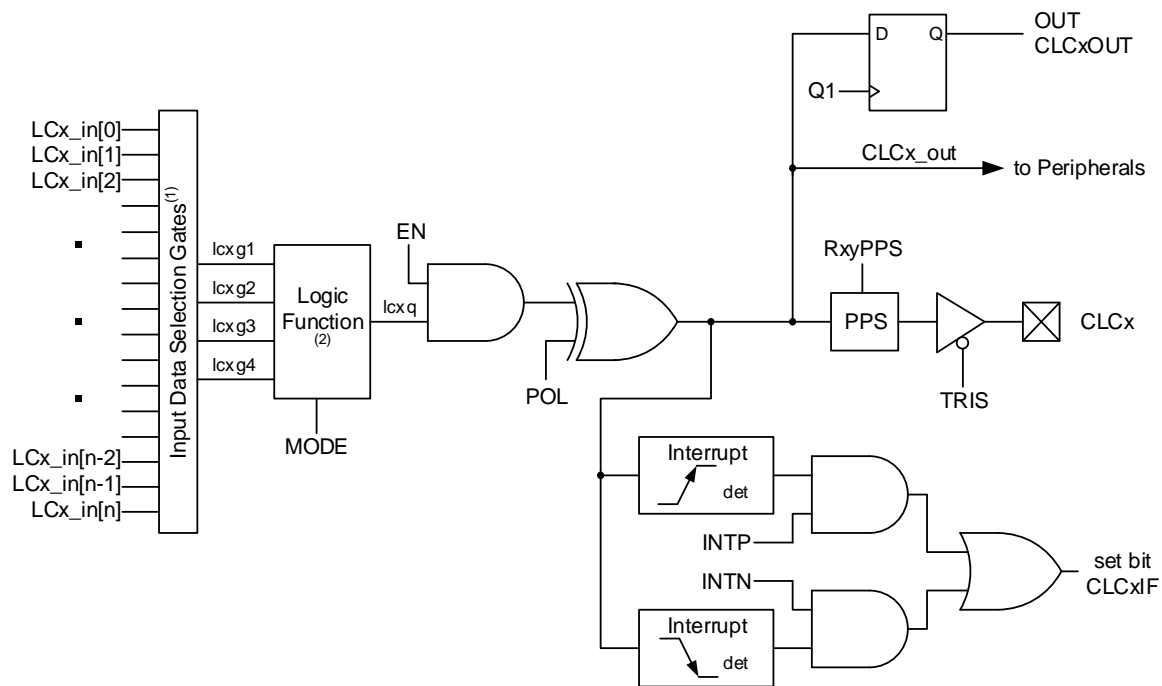 OUT
CLCxOUT
D
Q
Q1
LCx_in[0]
LCx_in[1]
LCx_in[2]
CLCx_out
to Peripherals
Input Data Selection Gates(1)
lcxg1
lcxg2
lcxg3
lcxg4
EN
RxyPPS
Logic
Function
(2)
lcxq
PPS
CLCx
POL
TRIS
MODE
LCx_in[n-2]
LCx_in[n-1]
LCx_in[n]
Interrupt
det
INTP
INTN
set bit
CLCxIF
Interrupt
det